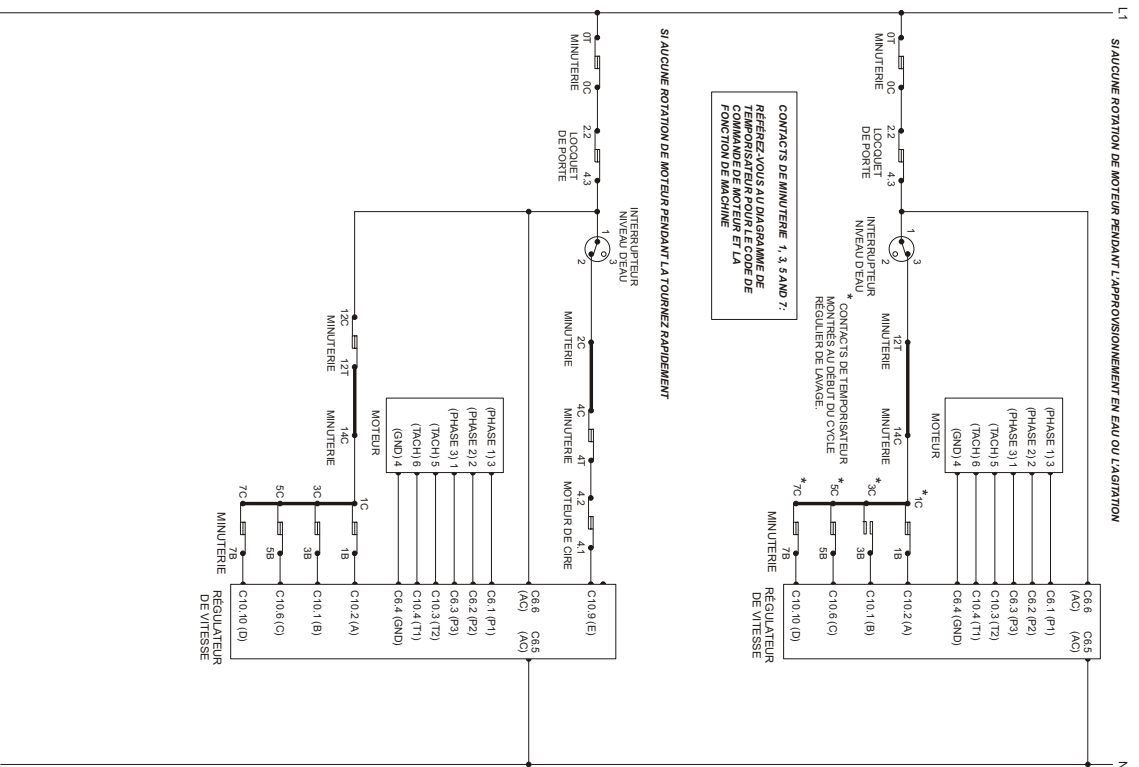 L1
N
SI AUCUNE ROTATION DE MOTEUR PENDANT L'APPROVISIONNEMENT EN EAU OU L'AGITATION
0T
0C
MINUTERIE
2.2
4.3
LOCQUET
DE PORTE
INTERRUPTEUR
NIVEAU D'EAU
1
3
2
12T
14C
MINUTERIE
MINUTERIE
* CONTACTS DE TEMPORISATEUR
MONTRÉS AU DÉBUT DU CYCLE
RÉGULIER DE LAVAGE.
(PHASE 1) 3
(PHASE 2) 2
(PHASE 3) 1
(TACH) 5
(TACH) 6
(GND) 4
MOTEUR
*
1C
1B
3C *
3B
5C *
5B
7C *
7B
MINUTERIE
C6.6
(AC)
C6.5
(AC)
C6.1 (P1)
C6.2 (P2)
C6.3 (P3)
C10.3 (T2)
C10.4 (T1)
C6.4 (GND)
C10.2 (A)
C10.1 (B)
C10.6 (C)
C10.10 (D)
RÉGULATEUR
DE VITESSE
CONTACTS DE MINUTERIE 1, 3, 5 AND 7:
RÉFÉREZ-VOUS AU DIAGRAMME DE
TEMPORISATEUR POUR LE CODE DE
COMMANDE DE MOTEUR ET LA
FONCTION DE MACHINE
SI AUCUNE ROTATION DE MOTEUR PENDANT LA TOURNEZ RAPIDEMENT
0T
0C
MINUTERIE
2.2
4.3
LOCQUET
DE PORTE
INTERRUPTEUR
NIVEAU D'EAU
1
3
2
2C
4C
MINUTERIE
4T
MINUTERIE
4.2
4.1
MOTEUR DE CIRE
12C
12T
MINUTERIE
14C
MINUTERIE
(PHASE 1) 3
(PHASE 2) 2
(PHASE 3) 1
(TACH) 5
(TACH) 6
(GND) 4
MOTEUR
1C
1B
3C
3B
5C
5B
7C
7B
MINUTERIE
C10.9 (E)
C6.6
(AC)
C6.5
(AC)
C6.1 (P1)
C6.2 (P2)
C6.3 (P3)
C10.3 (T2)
C10.4 (T1)
C6.4 (GND)
C10.2 (A)
C10.1 (B)
C10.6 (C)
C10.10 (D)
RÉGULATEUR
DE VITESSE